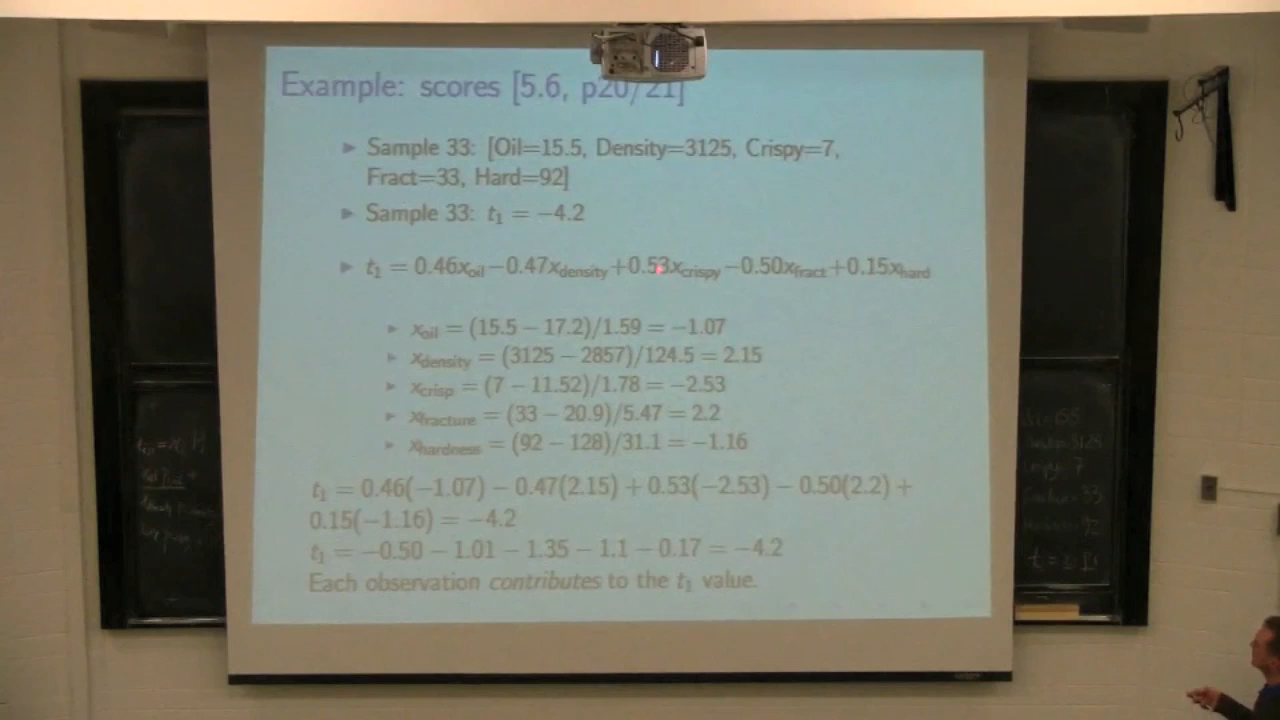 Example: scores [5.6, p20/21]
▶ Sample 33: [Oil=15.5, Density=3125, Crispy=7,
Fract=33, Hard=92]
▶ Sample 33: t₁ = −4.2
▶ t₁ = 0.46x_oil −0.47x_density +0.53x_crispy −0.50x_fract +0.15x_hard
▶ x_oil = (15.5 − 17.2)/1.59 = −1.07
▶ x_density = (3125 − 2857)/124.5 = 2.15
▶ x_crisp = (7 − 11.52)/1.78 = −2.53
▶ x_fracture = (33 − 20.9)/5.47 = 2.2
▶ x_hardness = (92 − 128)/31.1 = −1.16
t₁ = 0.46(−1.07) − 0.47(2.15) + 0.53(−2.53) − 0.50(2.2) +
0.15(−1.16) = −4.2
t₁ = −0.50 − 1.01 − 1.35 − 1.1 − 0.17 = −4.2
Each observation contributes to the t₁ value.